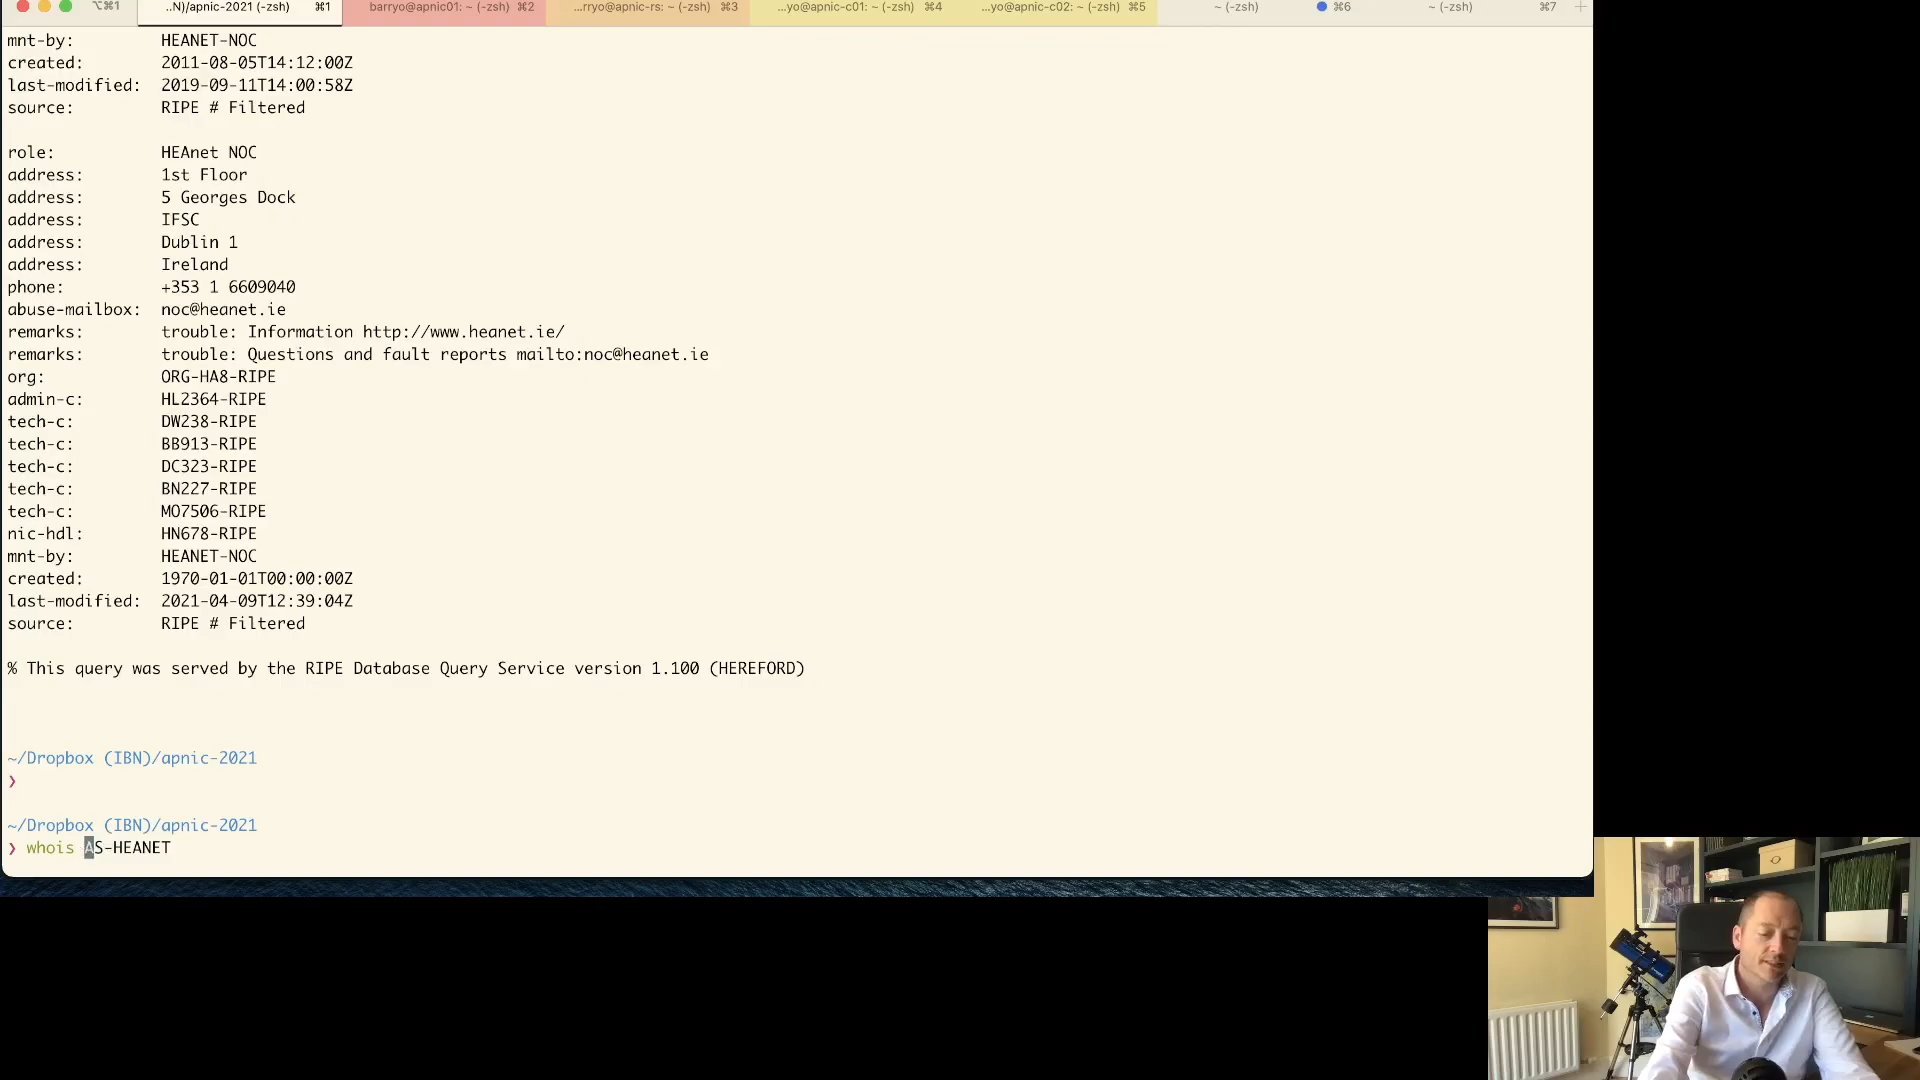 ⌥⌘1 ..N)/apnic-2021 (-zsh) ⌘1 barryo@apnic01: ~ (-zsh) ⌘2 ...rryo@apnic-rs: ~ (-zsh) ⌘3 ...yo@apnic-c01: ~ (-zsh) ⌘4 ...yo@apnic-c02: ~ (-zsh) ⌘5 ~ (-zsh) ⌘6 ~ (-zsh) ⌘7
mnt-by: HEANET-NOC
created: 2011-08-05T14:12:00Z
last-modified: 2019-09-11T14:00:58Z
source: RIPE # Filtered
role: HEAnet NOC
address: 1st Floor
address: 5 Georges Dock
address: IFSC
address: Dublin 1
address: Ireland
phone: +353 1 6609040
abuse-mailbox: noc@heanet.ie
remarks: trouble: Information http://www.heanet.ie/
remarks: trouble: Questions and fault reports mailto:noc@heanet.ie
org: ORG-HA8-RIPE
admin-c: HL2364-RIPE
tech-c: DW238-RIPE
tech-c: BB913-RIPE
tech-c: DC323-RIPE
tech-c: BN227-RIPE
tech-c: MO7506-RIPE
nic-hdl: HN678-RIPE
mnt-by: HEANET-NOC
created: 1970-01-01T00:00:00Z
last-modified: 2021-04-09T12:39:04Z
source: RIPE # Filtered
% This query was served by the RIPE Database Query Service version 1.100 (HEREFORD)
~/Dropbox (IBN)/apnic-2021
❯
~/Dropbox (IBN)/apnic-2021
❯ whois AS-HEANET